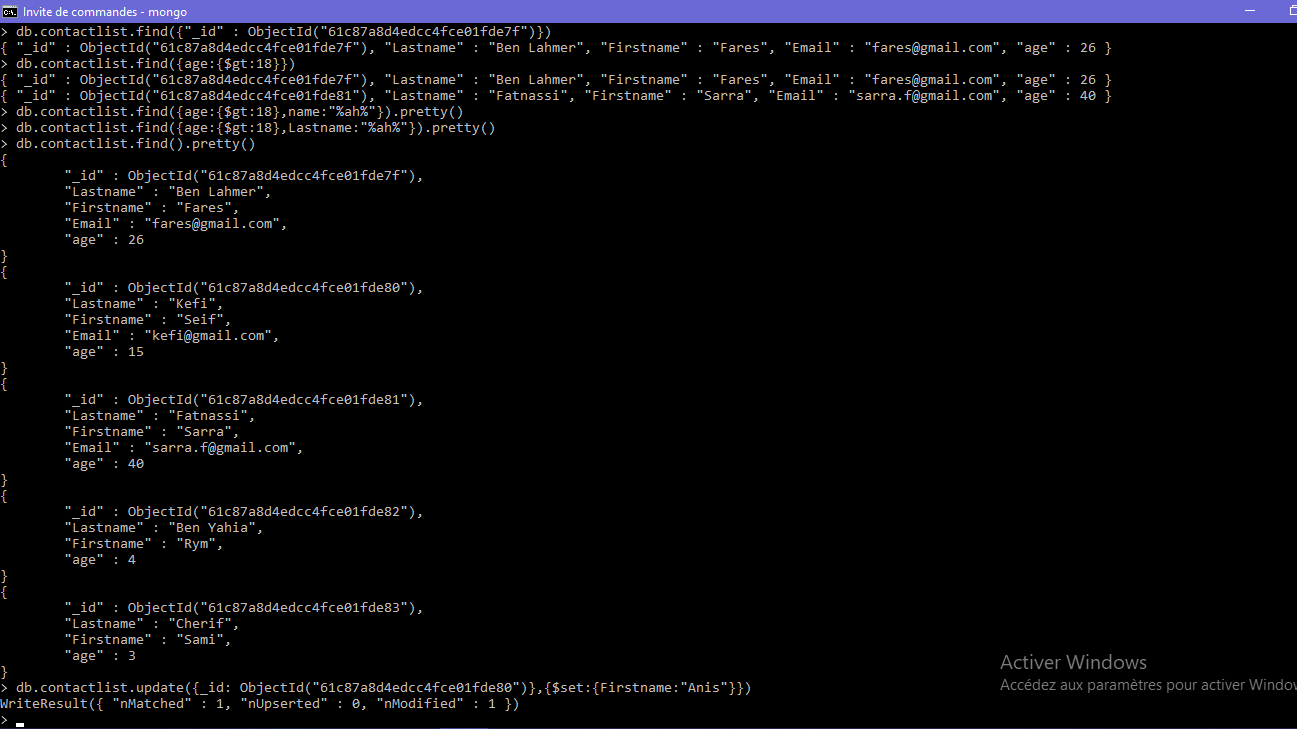 Invite de commandes - mongo
> db.contactlist.find({"_id" : ObjectId("61c87a8d4edcc4fce01fde7f")})
{ "_id" : ObjectId("61c87a8d4edcc4fce01fde7f"), "Lastname" : "Ben Lahmer", "Firstname" : "Fares", "Email" : "fares@gmail.com", "age" : 26 }
> db.contactlist.find({age:{$gt:18}})
{ "_id" : ObjectId("61c87a8d4edcc4fce01fde7f"), "Lastname" : "Ben Lahmer", "Firstname" : "Fares", "Email" : "fares@gmail.com", "age" : 26 }
{ "_id" : ObjectId("61c87a8d4edcc4fce01fde81"), "Lastname" : "Fatnassi", "Firstname" : "Sarra", "Email" : "sarra.f@gmail.com", "age" : 40 }
> db.contactlist.find({age:{$gt:18},name:"%ah%"}).pretty()
> db.contactlist.find({age:{$gt:18},Lastname:"%ah%"}).pretty()
> db.contactlist.find().pretty()
{
"_id" : ObjectId("61c87a8d4edcc4fce01fde7f"),
"Lastname" : "Ben Lahmer",
"Firstname" : "Fares",
"Email" : "fares@gmail.com",
"age" : 26
}
{
"_id" : ObjectId("61c87a8d4edcc4fce01fde80"),
"Lastname" : "Kefi",
"Firstname" : "Seif",
"Email" : "kefi@gmail.com",
"age" : 15
}
{
"_id" : ObjectId("61c87a8d4edcc4fce01fde81"),
"Lastname" : "Fatnassi",
"Firstname" : "Sarra",
"Email" : "sarra.f@gmail.com",
"age" : 40
}
{
"_id" : ObjectId("61c87a8d4edcc4fce01fde82"),
"Lastname" : "Ben Yahia",
"Firstname" : "Rym",
"age" : 4
}
{
"_id" : ObjectId("61c87a8d4edcc4fce01fde83"),
"Lastname" : "Cherif",
"Firstname" : "Sami",
"age" : 3
}
> db.contactlist.update({_id: ObjectId("61c87a8d4edcc4fce01fde80")},{$set:{Firstname:"Anis"}})
WriteResult({ "nMatched" : 1, "nUpserted" : 0, "nModified" : 1 })
>
Activer Windows
Accédez aux paramètres pour activer Window